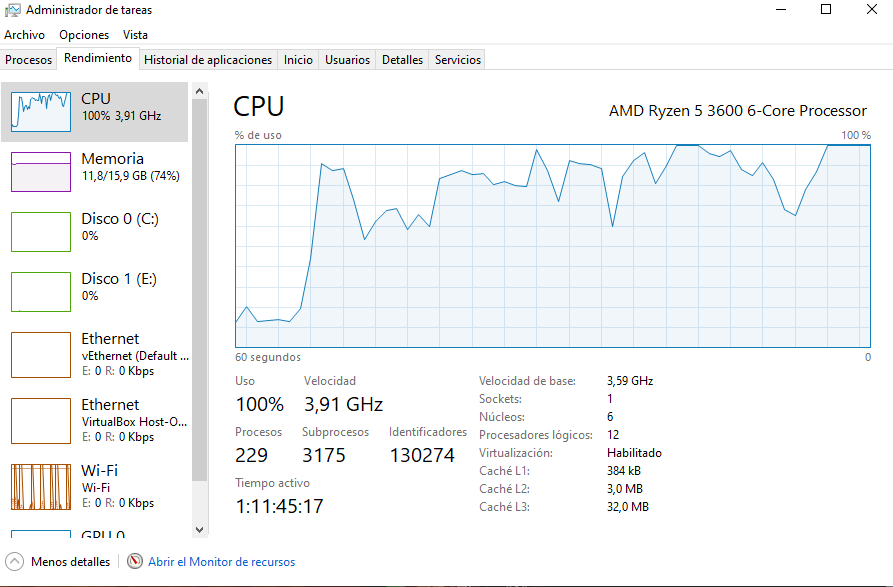 Administrador de tareas
Archivo Opciones Vista
Procesos Rendimiento Historial de aplicaciones Inicio Usuarios Detalles Servicios
CPU
100% 3,91 GHz
Memoria
11,8/15,9 GB (74%)
Disco 0 (C:)
0%
Disco 1 (E:)
0%
Ethernet
vEthernet (Default ...
E: 0 R: 0 Kbps
Ethernet
VirtualBox Host-O...
E: 0 R: 0 Kbps
Wi-Fi
Wi-Fi
E: 0 R: 0 Kbps
GPU 0
CPU AMD Ryzen 5 3600 6-Core Processor
% de uso 100 %
60 segundos 0
Uso Velocidad
100% 3,91 GHz
Procesos Subprocesos Identificadores
229 3175 130274
Tiempo activo
1:11:45:17
Velocidad de base: 3,59 GHz
Sockets: 1
Núcleos: 6
Procesadores lógicos: 12
Virtualización: Habilitado
Caché L1: 384 kB
Caché L2: 3,0 MB
Caché L3: 32,0 MB
Menos detalles Abrir el Monitor de recursos